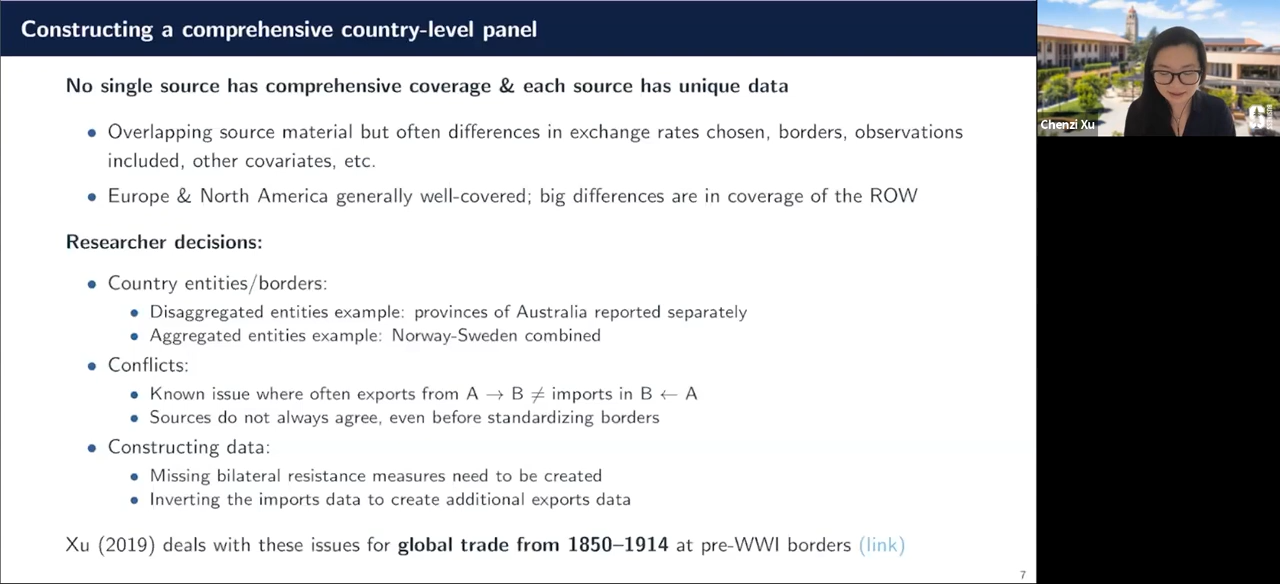 Constructing a comprehensive country-level panel
No single source has comprehensive coverage & each source has unique data
• Overlapping source material but often differences in exchange rates chosen, borders, observations
included, other covariates, etc.
• Europe & North America generally well-covered; big differences are in coverage of the ROW
Researcher decisions:
• Country entities/borders:
• Disaggregated entities example: provinces of Australia reported separately
• Aggregated entities example: Norway-Sweden combined
• Conflicts:
• Known issue where often exports from A → B ≠ imports in B ← A
• Sources do not always agree, even before standardizing borders
• Constructing data:
• Missing bilateral resistance measures need to be created
• Inverting the imports data to create additional exports data
Xu (2019) deals with these issues for global trade from 1850–1914 at pre-WWI borders (link)
7
Chenzi Xu